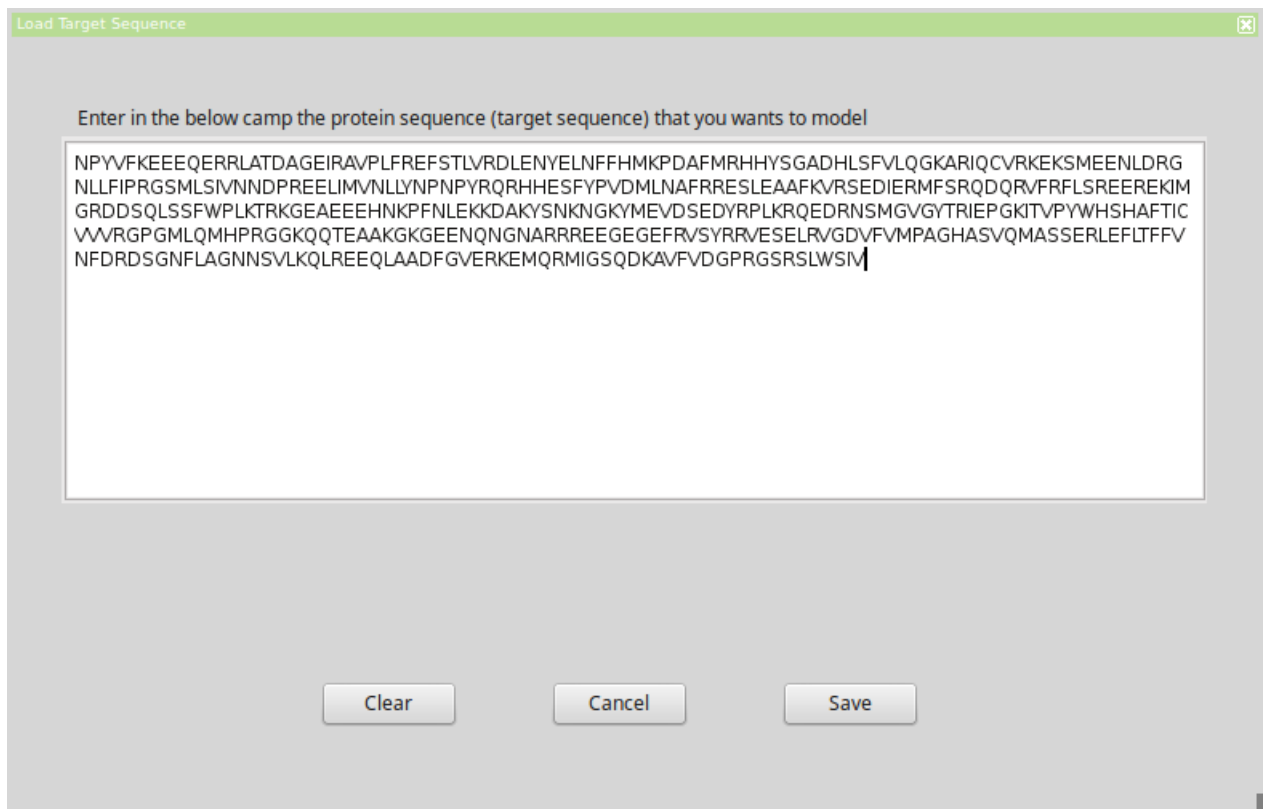 Load Target Sequence
Enter in the below camp the protein sequence (target sequence) that you wants to model
NPYVFKEEEQERRLATDAGEIRAVPLFREFSTLVRDLENYELNFFHMKPDAFMRHHYSGADHLSFVLQGKARIQCVRKEKSMEENLDRG
NLLFIPRGSMLSIVNNDPREELIMVNLLYNPNPYRQRHHESFYPVDMLNAFRRESLEAAFKVRSEDIERMFSRQDQRVFRFLSREEREKIM
GRDDSQLSSFWPLKTRKGEAEEEHNKPFNLEKKDAKYSNKNGKYMEVDSEDYRPLKRQEDRNSMGVGYTRIEPGKITVPYWHSHAFTIC
VVVRGPGMLQMHPRGGKQQTEAAKGKGEENQNGNARRREEGEGEFRVSYRRVESELRVGDVFVMPAGHASVQMASSERLEFLTFFV
NFDRDSGNFLAGNNSVLKQLREEQLAADFGVERKEMQRMIGSQDKAVFVDGPRGSRSLWSIV
Clear Cancel Save